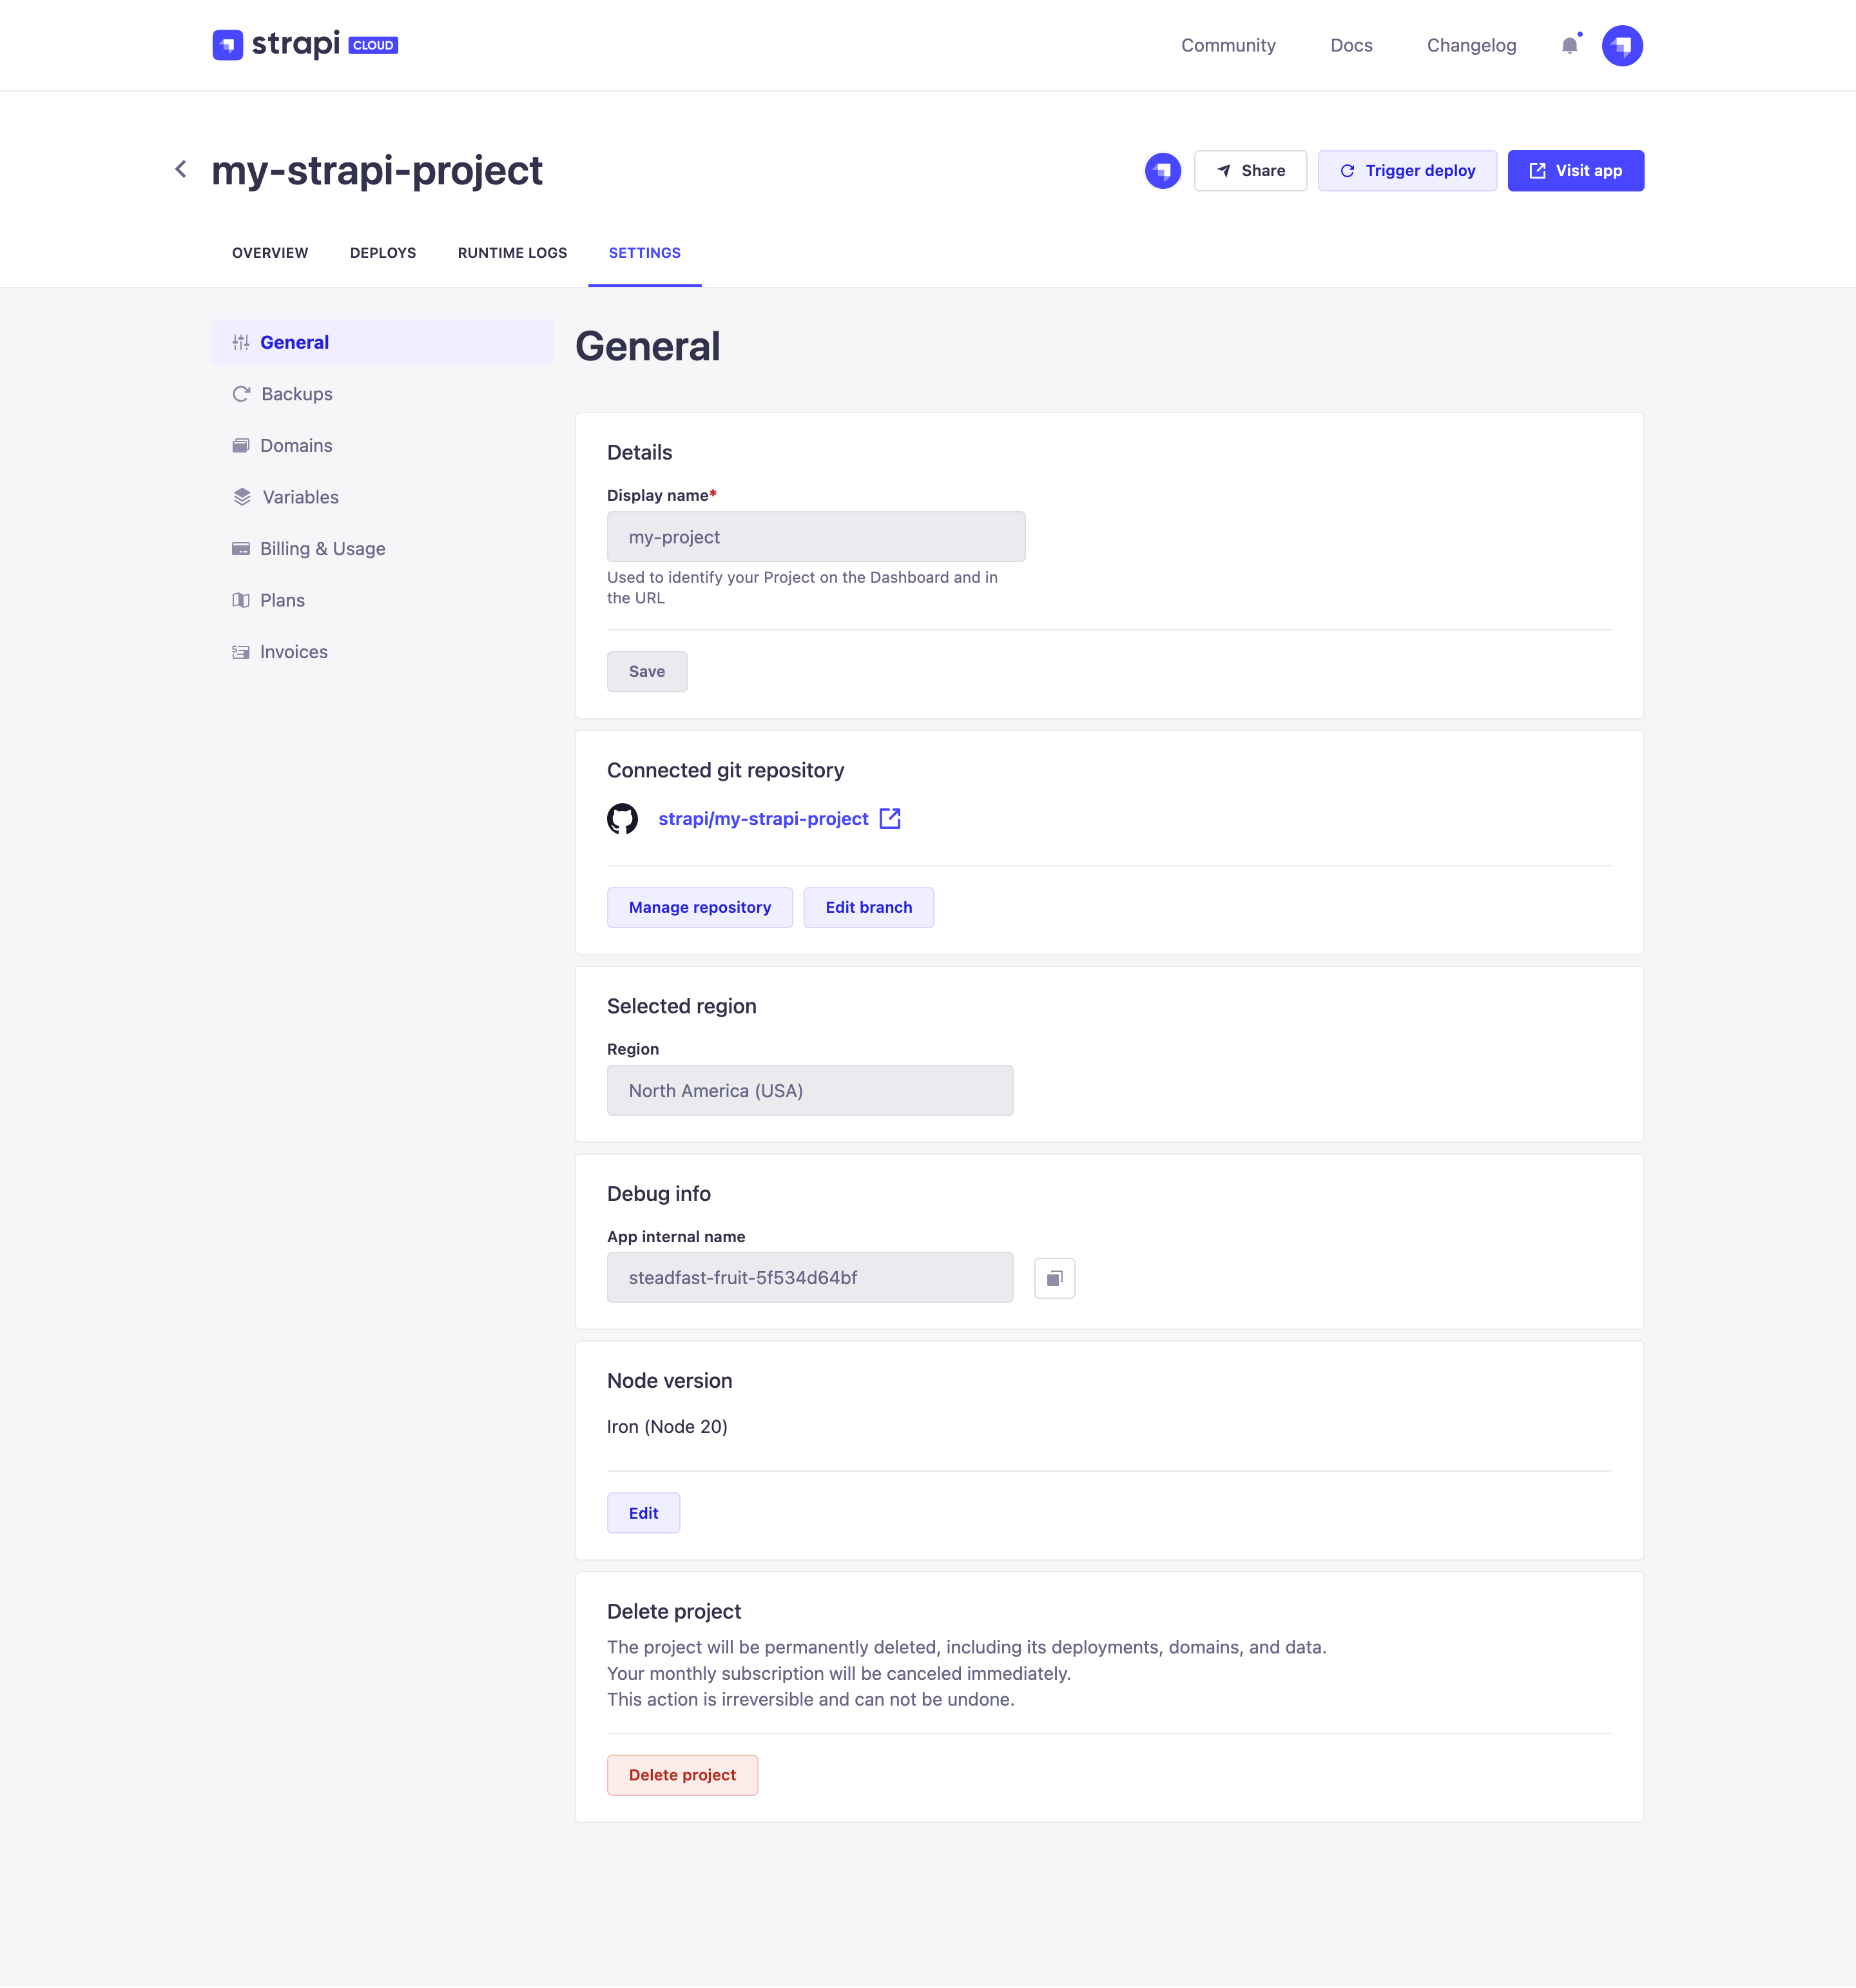 strapi CLOUD
Community Docs Changelog
my-strapi-project
Share Trigger deploy Visit app
OVERVIEW DEPLOYS RUNTIME LOGS SETTINGS
General
Backups
Domains
Variables
Billing & Usage
Plans
Invoices
General
Details
Display name*
my-project
Used to identify your Project on the Dashboard and in
the URL
Save
Connected git repository
strapi/my-strapi-project
Manage repository Edit branch
Selected region
Region
North America (USA)
Debug info
App internal name
steadfast-fruit-5f534d64bf
Node version
Iron (Node 20)
Edit
Delete project
The project will be permanently deleted, including its deployments, domains, and data.
Your monthly subscription will be canceled immediately.
This action is irreversible and can not be undone.
Delete project